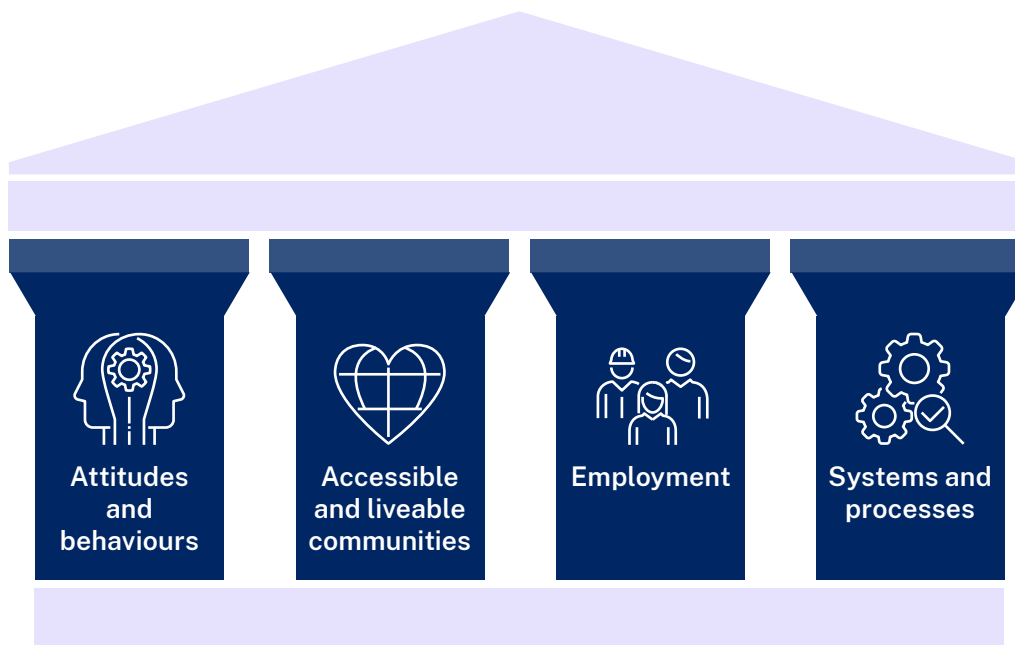 Attitudes
and
behaviours
Accessible
and liveable
communities
Employment
Systems and
processes